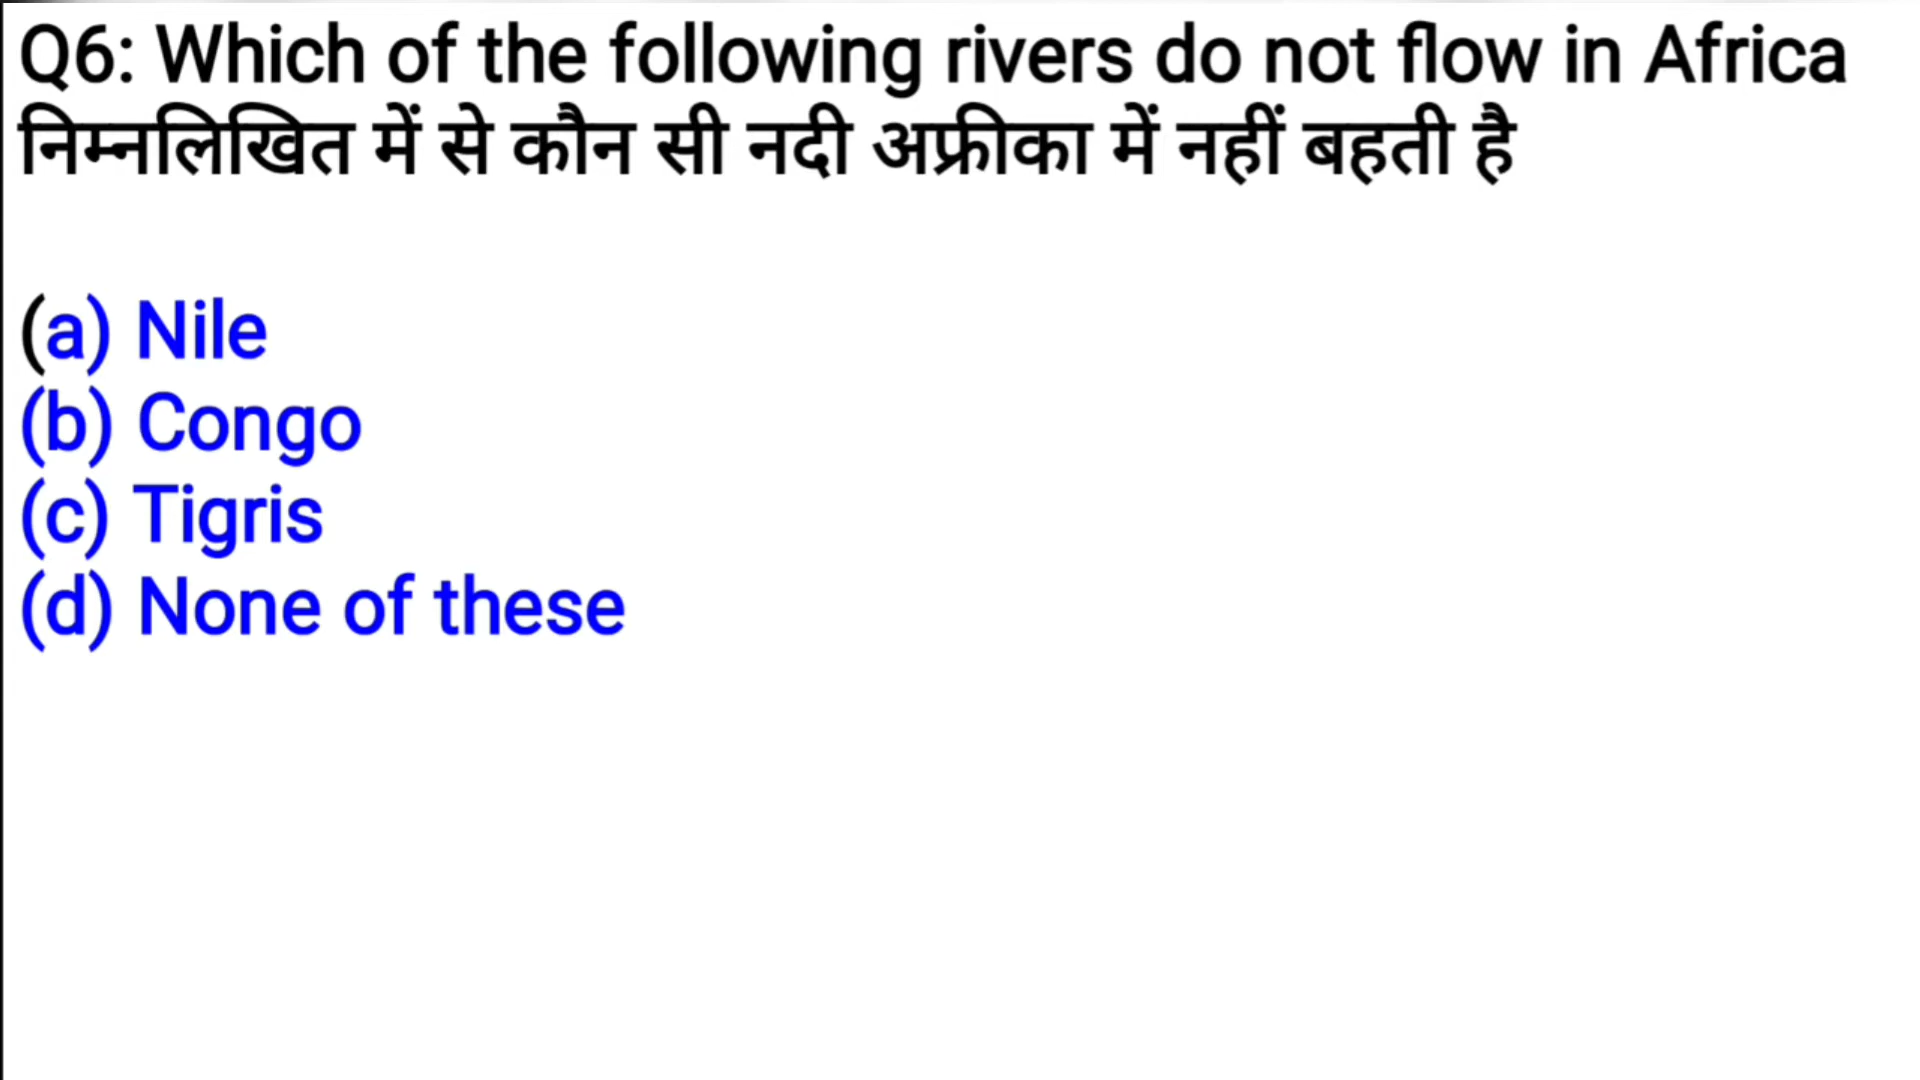 Q6: Which of the following rivers do not flow in Africa
निम्नलिखित में से कौन सी नदी अफ्रीका में नहीं बहती है
(a) Nile
(b) Congo
(c) Tigris
(d) None of these